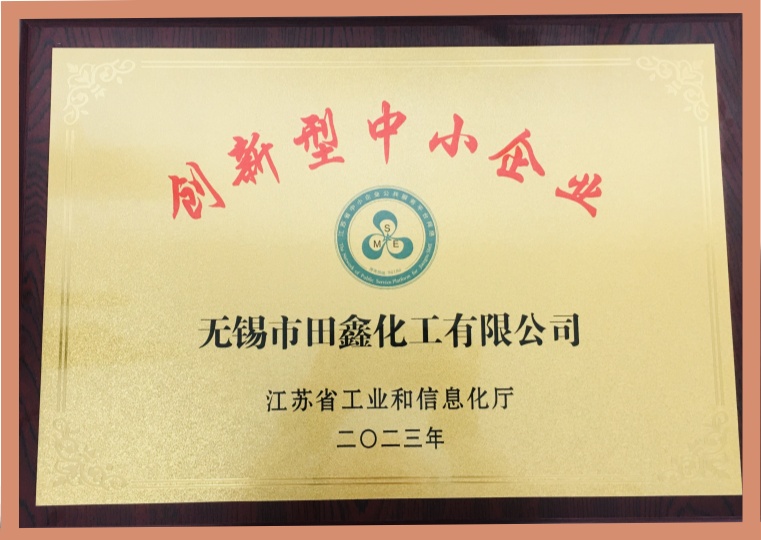 创新型中小企业
S
M E
无锡市田鑫化工有限公司
江苏省工业和信息化厅
二〇二三年